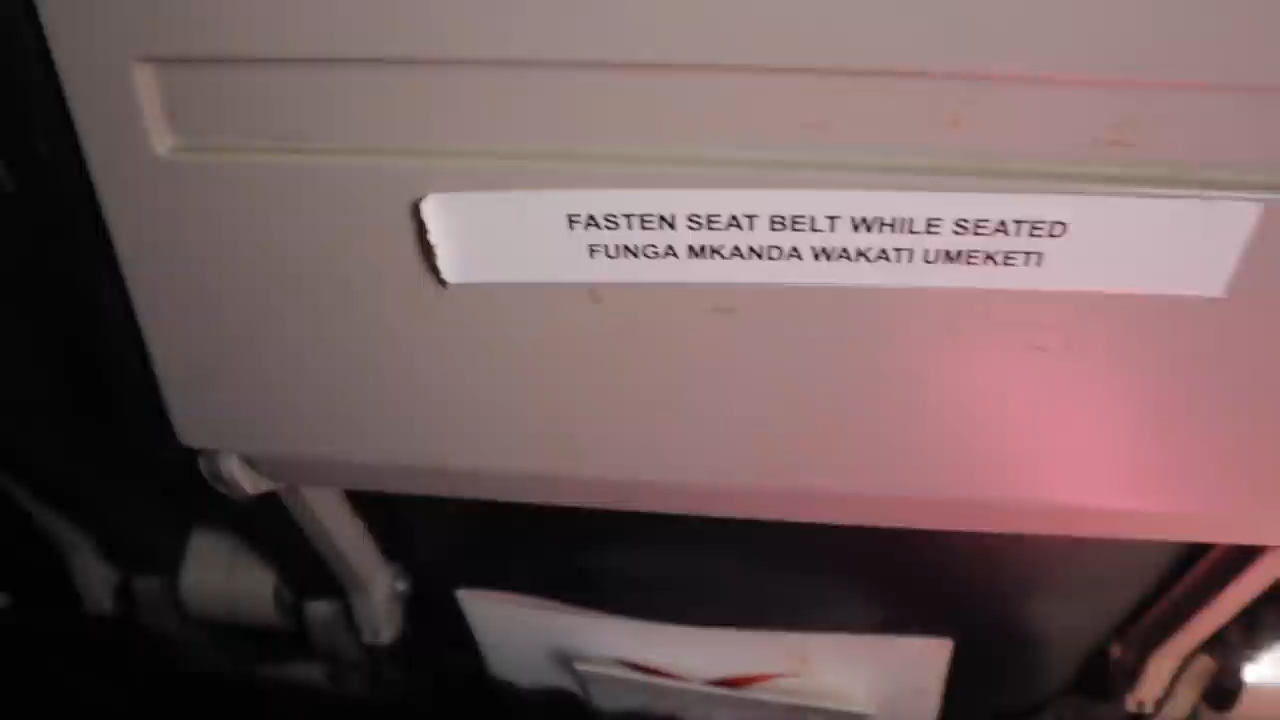 FASTEN SEAT BELT WHILE SEATED
FUNGA MKANDA WAKATI UMEKETI